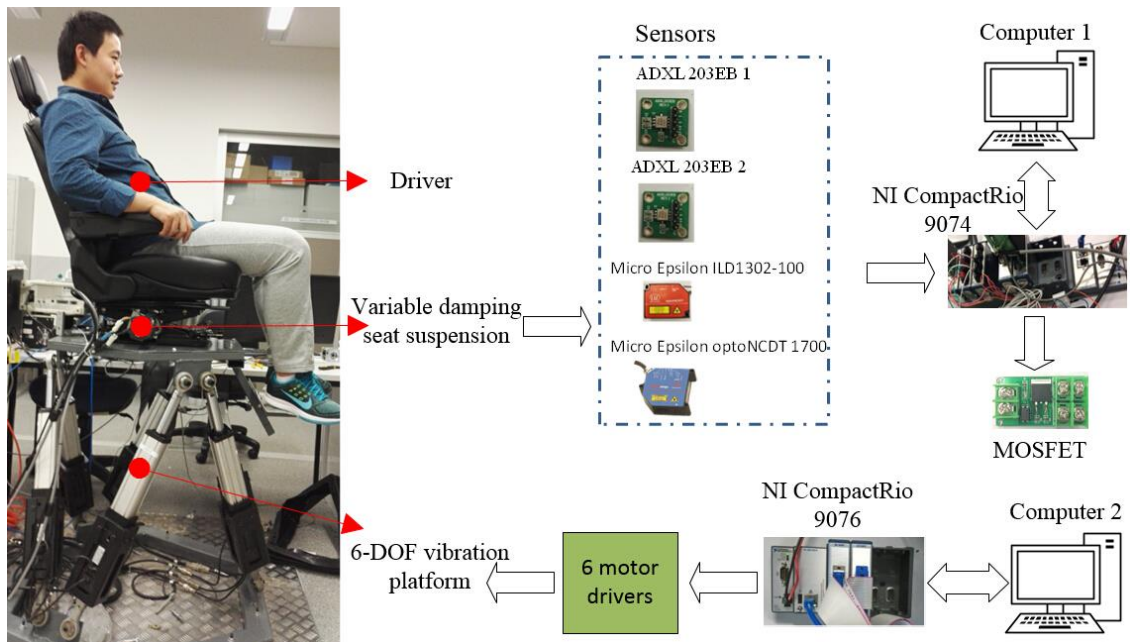 Sensors
Computer 1
ADXL 203EB 1
ADXL 203EB 2
Driver
NI CompactRio
9074
Micro Epsilon ILD1302-100
Variable damping
seat suspension
Micro Epsilon optoNCDT 1700
MOSFET
NI CompactRio
9076
Computer 2
6-DOF vibration
platform
6 motor
drivers